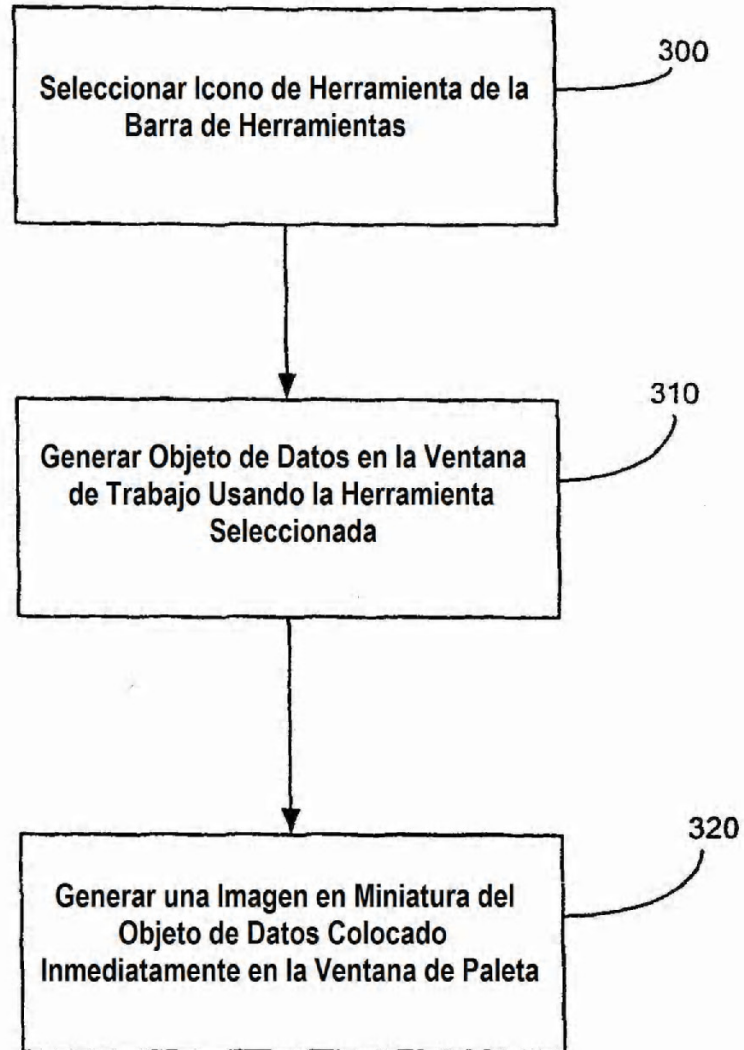 Seleccionar Icono de Herramienta de la
Barra de Herramientas
300
Generar Objeto de Datos en la Ventana
de Trabajo Usando la Herramienta
Seleccionada
310
Generar una Imagen en Miniatura del
Objeto de Datos Colocado
Inmediatamente en la Ventana de Paleta
320